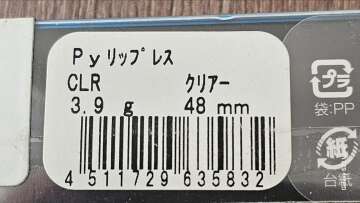 Pyリップレス
CLR クリアー
3.9 g 48 mm
4 511729 635832
プラ
袋:PP
紙
台紙